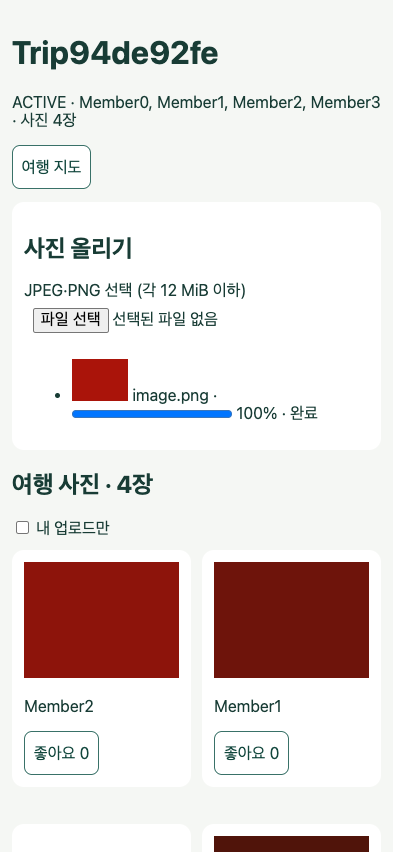 Trip94de92fe
ACTIVE · Member0, Member1, Member2, Member3
· 사진 4장
여행 지도
사진 올리기
JPEG·PNG 선택 (각 12 MiB 이하)
파일 선택 선택된 파일 없음
image.png ·
100% · 완료
여행 사진 · 4장
내 업로드만
Member2
좋아요 0
Member1
좋아요 0